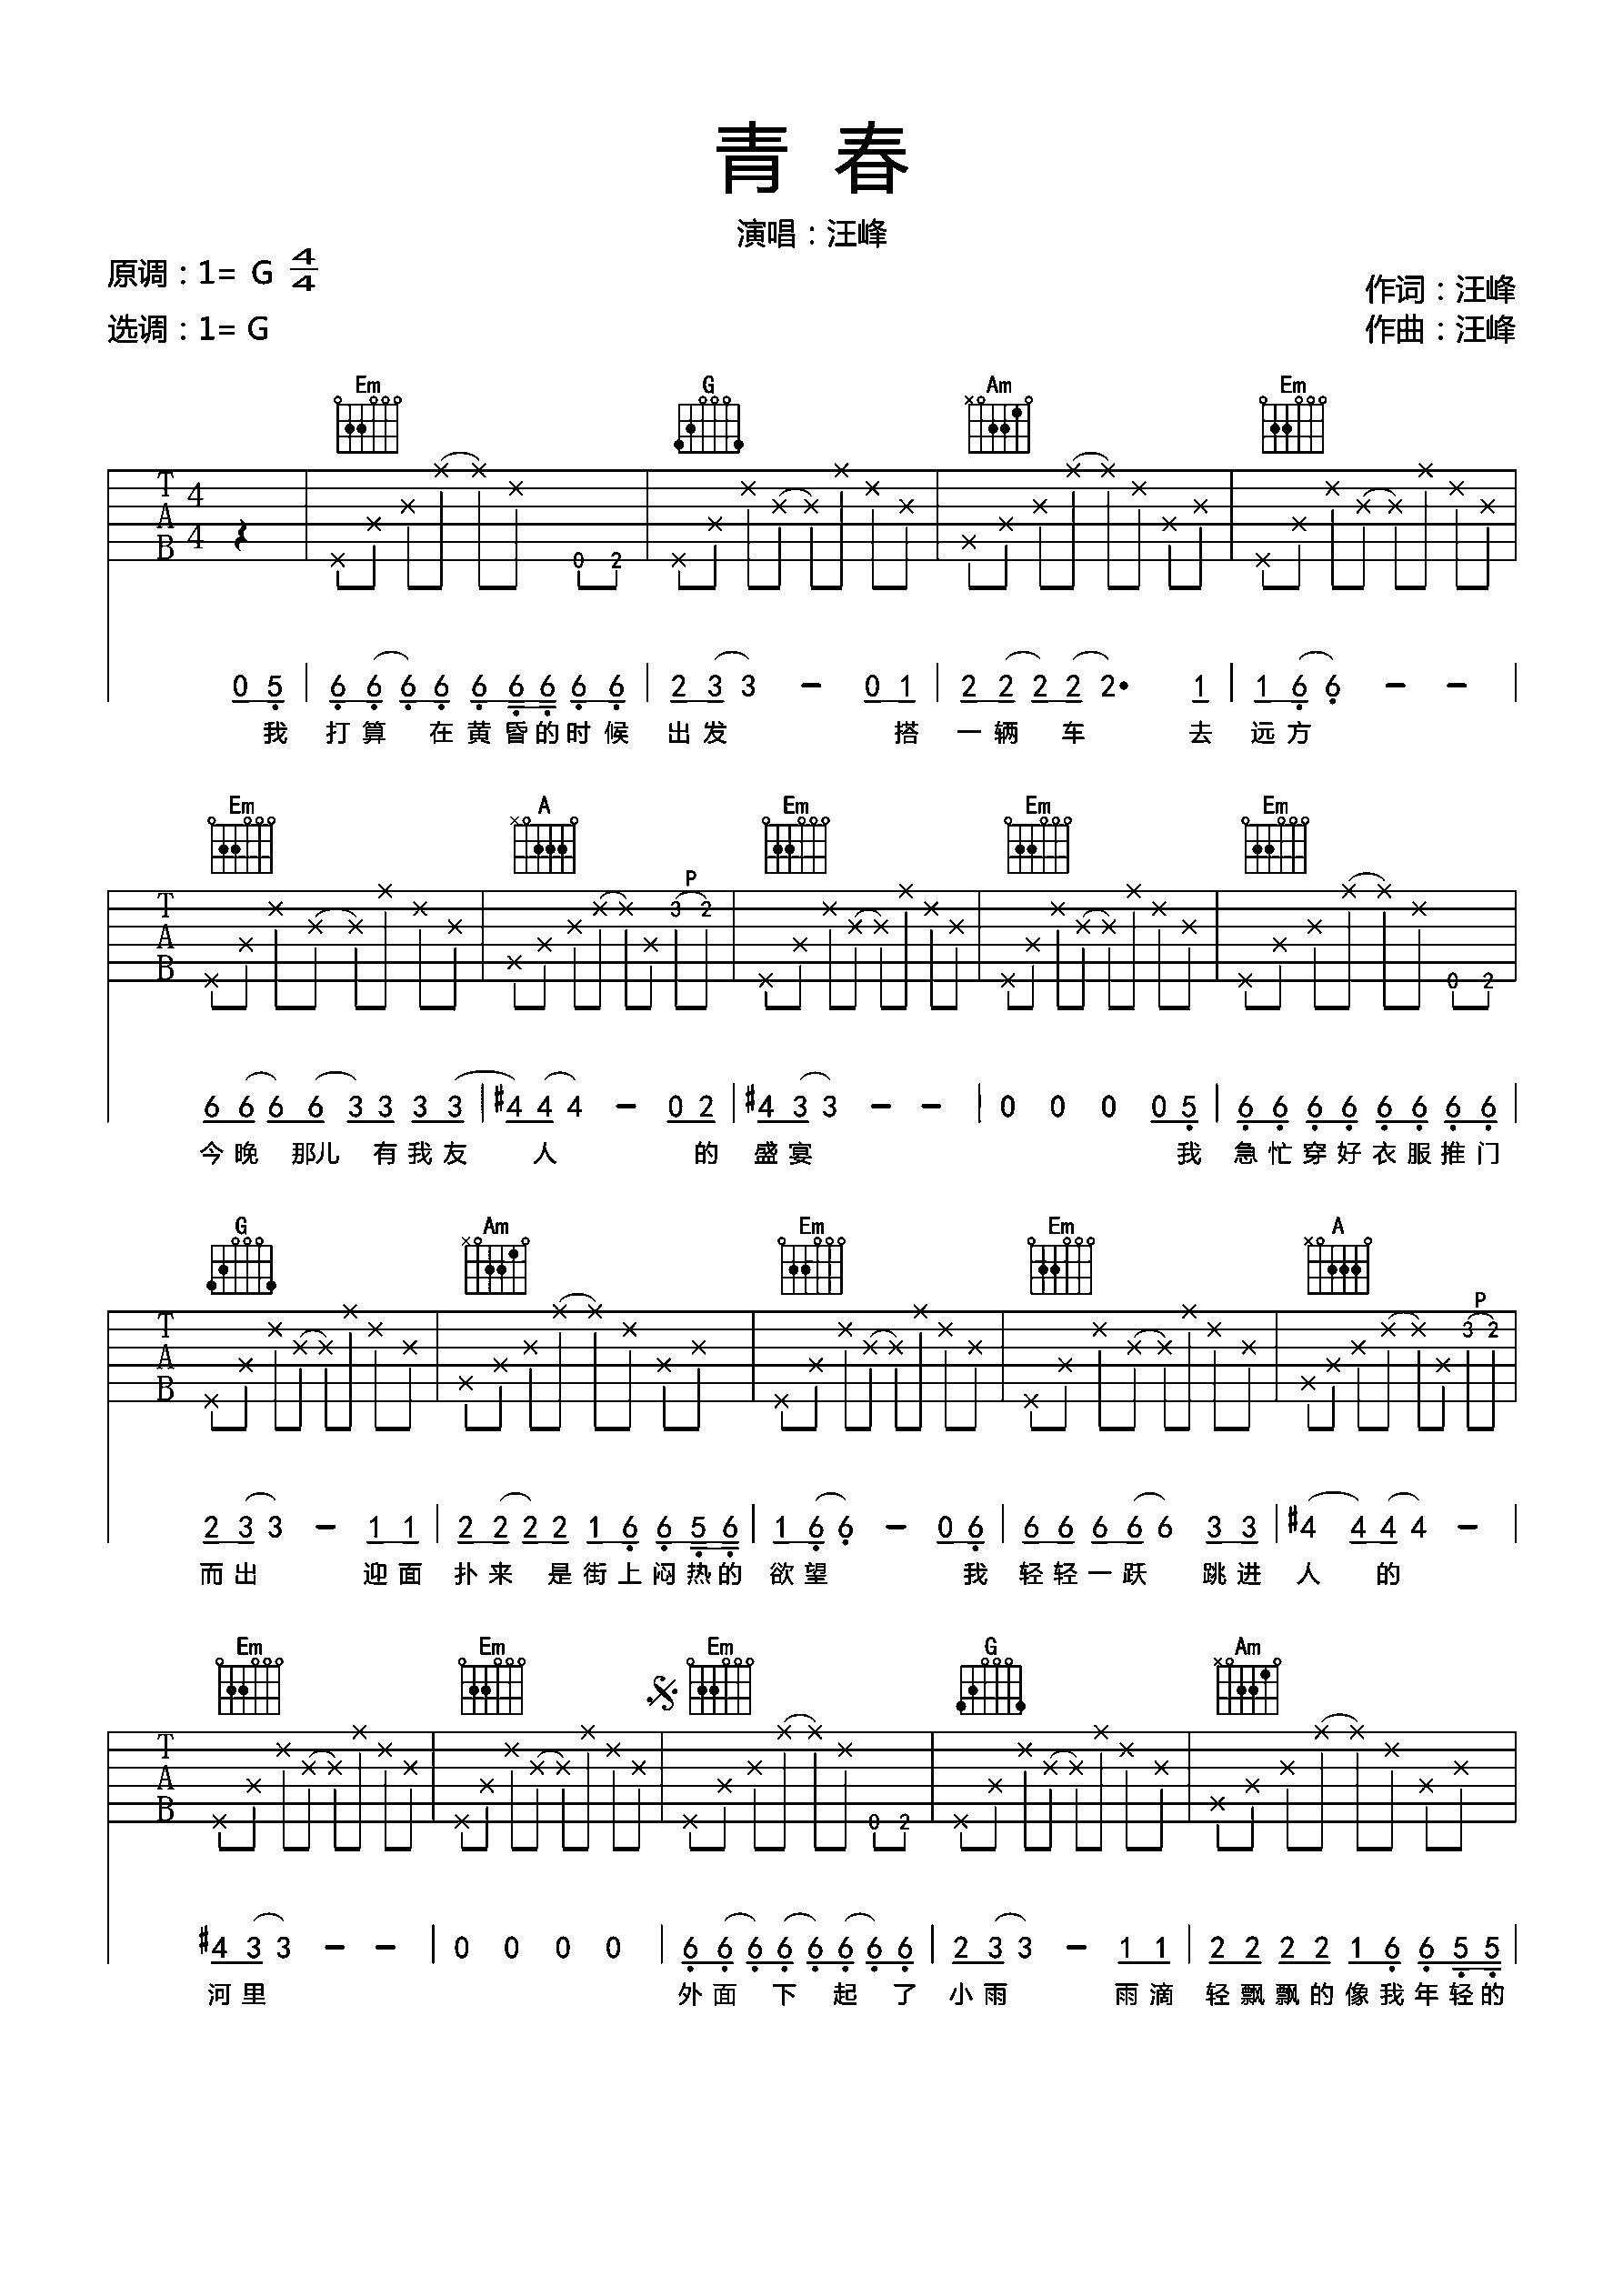 青 春
演唱：汪峰
原调：1= G 4/4
作词：汪峰
选调：1= G
作曲：汪峰
Em G Am Em
T A B 4 4 0 2
0 5 6 6 6 6 6 6 6 6 6 2 3 3 - 0 1 2 2 2 2 2• 1 1 6 6 - -
我 打 算 在 黄 昏 的 时 候 出 发 搭 一 辆 车 去 远 方
Em A Em Em Em
P
T A B 3 2 0 2
6 6 6 6 3 3 3 3 #4 4 4 - 0 2 #4 3 3 - - 0 0 0 0 5 6 6 6 6 6 6 6 6
今 晚 那儿 有 我 友 人 的 盛 宴 我 急 忙 穿 好 衣 服 推 门
G Am Em Em A
P
T A B 3 2
2 3 3 - 1 1 2 2 2 2 1 6 6 5 6 1 6 6 - 0 6 6 6 6 6 6 3 3 #4 4 4 4 -
而 出 迎 面 扑 来 是 街 上 闷 热 的 欲 望 我 轻 轻 一 跃 跳 进 人 的
Em Em Em G Am
T A B 0 2
#4 3 3 - - 0 0 0 0 6 6 6 6 6 6 6 6 2 3 3 - 1 1 2 2 2 2 1 6 6 5 5
河 里 外 面 下 起 了 小 雨 雨 滴 轻 飘 飘 的 像 我 年 轻 的